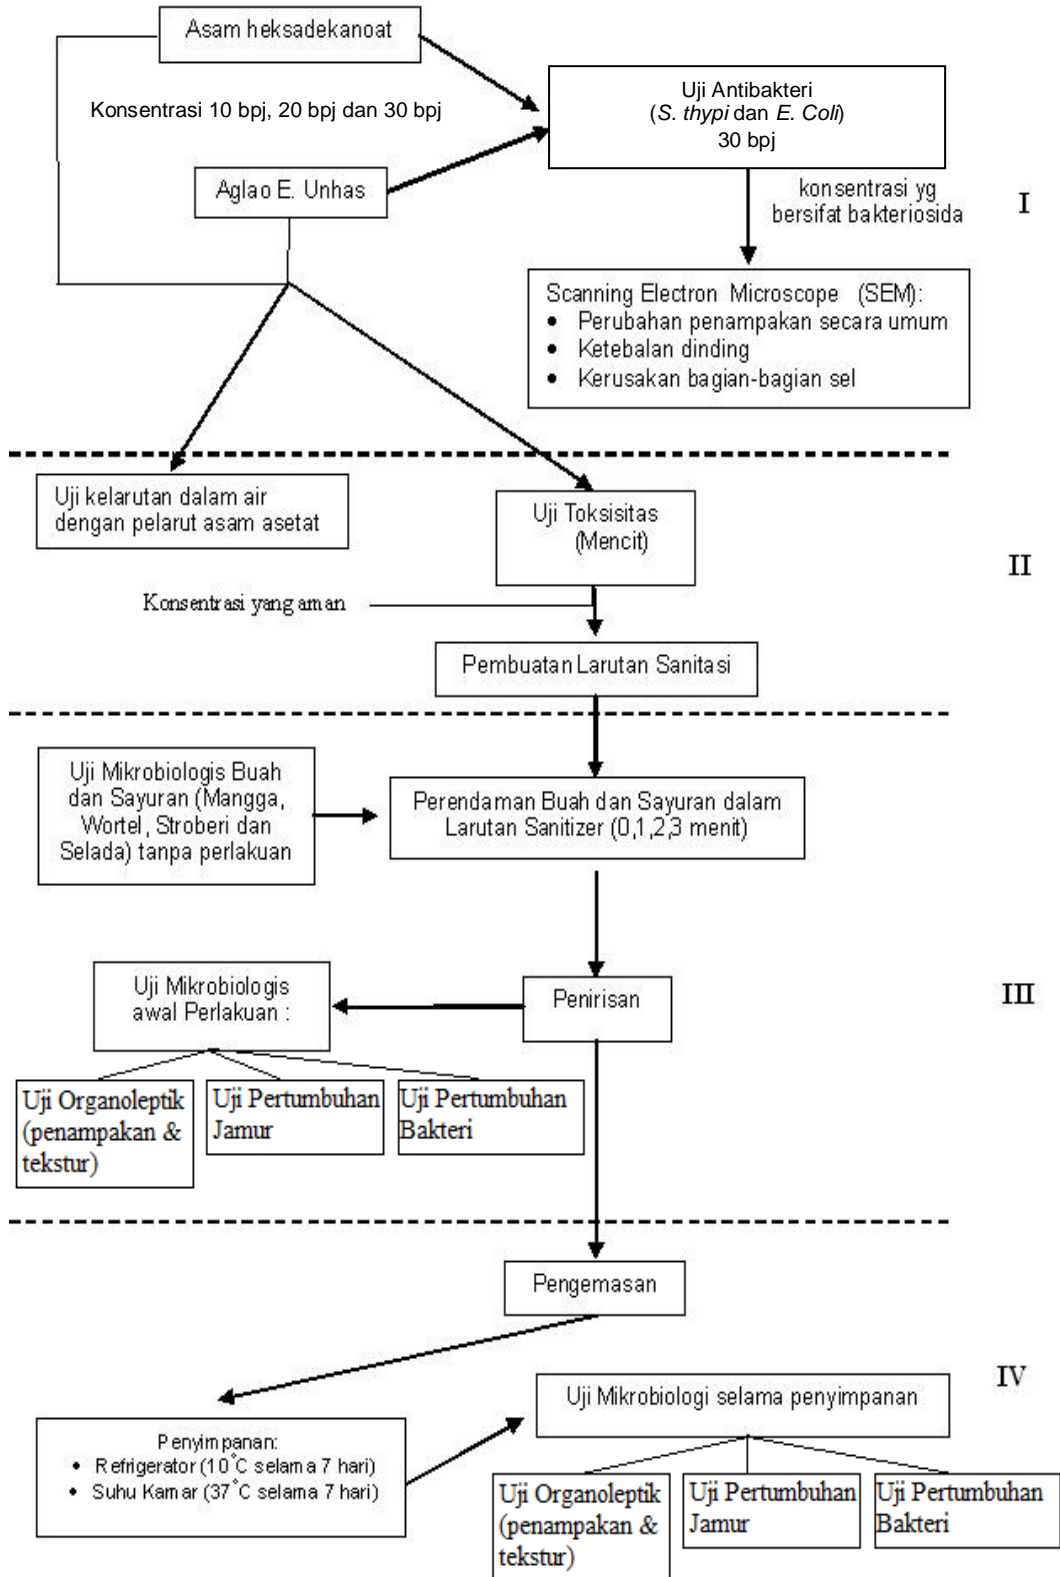 Asam heksadekanoat
Konsentrasi 10 bpj, 20 bpj dan 30 bpj
Uji Antibakteri
(S. thypi dan E. Coli)
30 bpj
Aglao E. Unhas
konsentrasi yg
bersifat bakteriosida
I
Scanning Electron Microscope (SEM):
• Perubahan penampakan secara umum
• Ketebalan dinding
• Kerusakan bagian-bagian sel
Uji kelarutan dalam air
dengan pelarut asam asetat
Uji Toksisitas
(Mencit)
II
Konsentrasi yang aman
Pembuatan Larutan Sanitasi
Uji Mikrobiologis Buah
dan Sayuran (Mangga,
Wortel, Stroberi dan
Selada) tanpa perlakuan
Perendaman Buah dan Sayuran dalam
Larutan Sanitizer (0,1,2,3 menit)
Uji Mikrobiologis
awal Perlakuan :
Penirisan
III
Uji Organoleptik
(penampakan &
tekstur)
Uji Pertumbuhan
Jamur
Uji Pertumbuhan
Bakteri
Pengemasan
IV
Uji Mikrobiologi selama penyimpanan
Penyimpanan:
• Refrigerator (10°C selama 7 hari)
• Suhu Kamar (37°C selama 7 hari)
Uji Organoleptik
(penampakan &
tekstur)
Uji Pertumbuhan
Jamur
Uji Pertumbuhan
Bakteri